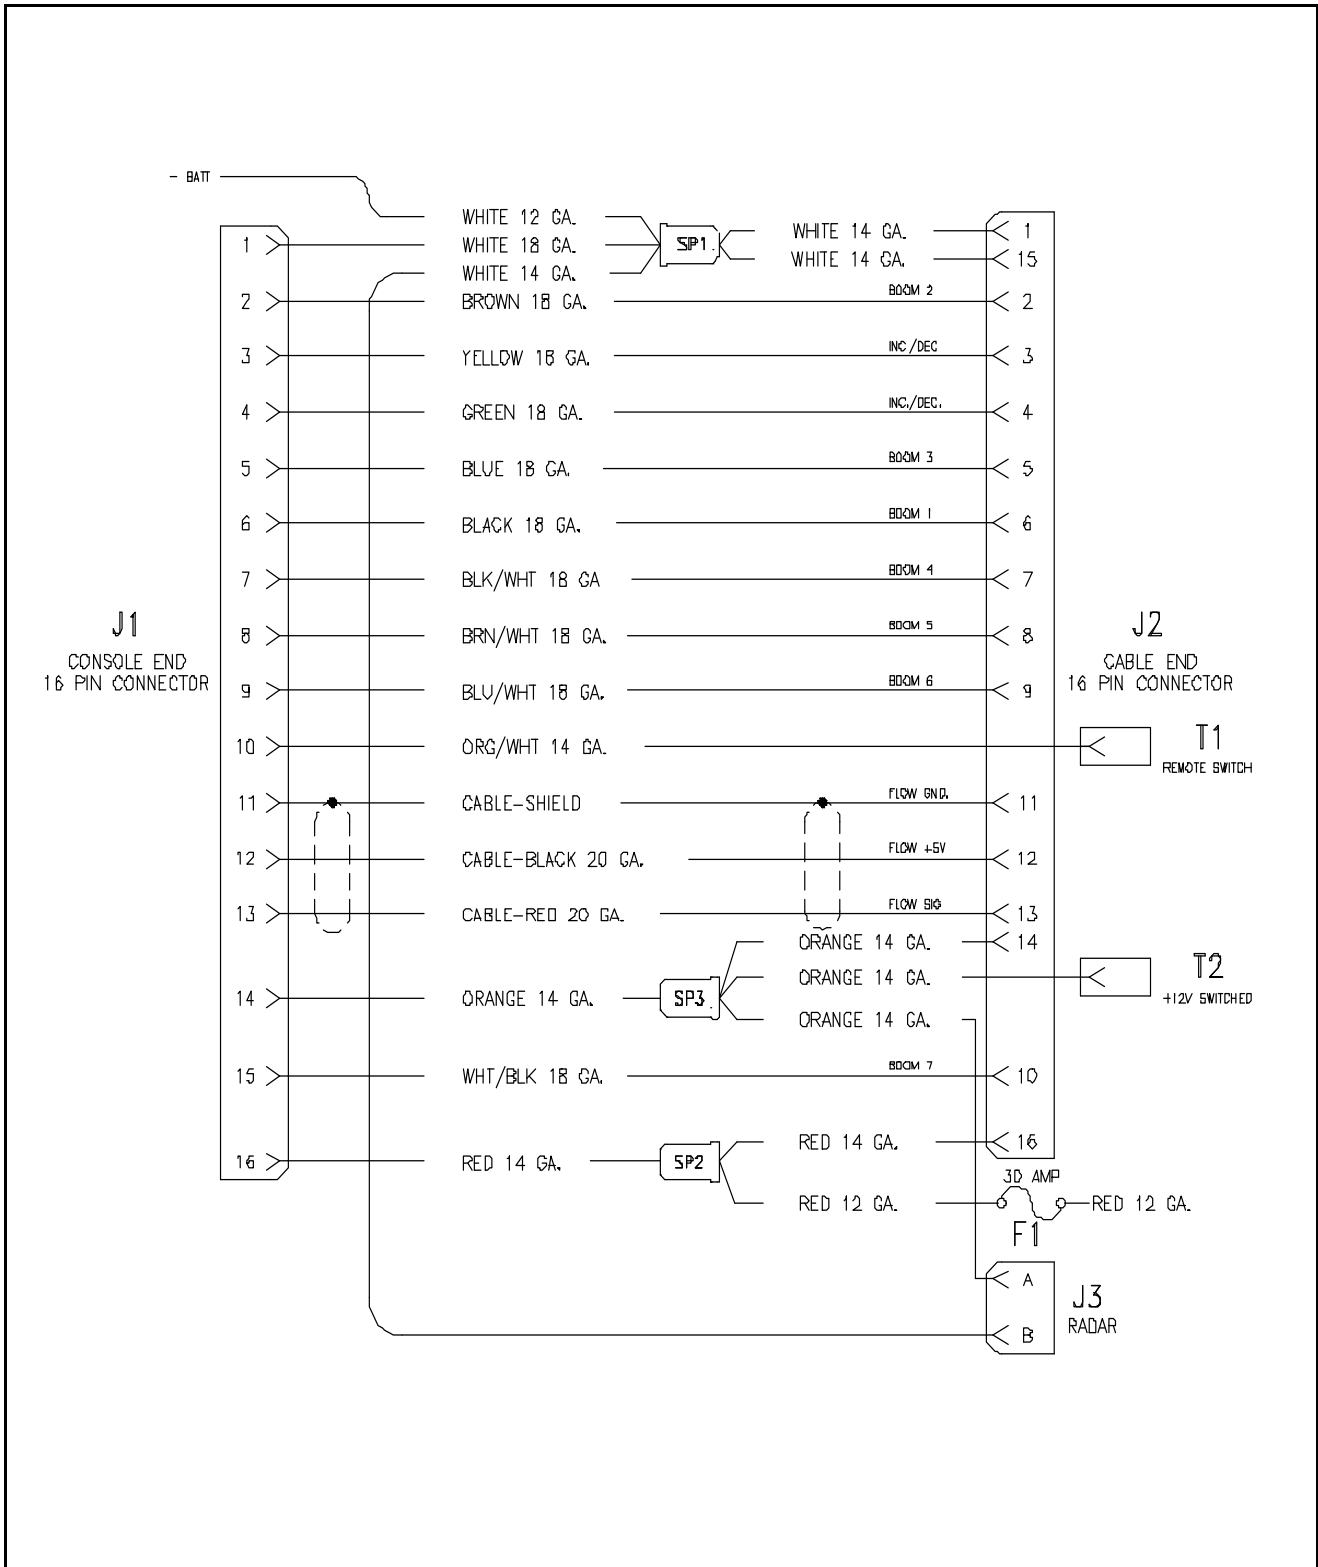 - BATT
WHITE 12 GA.
1 WHITE 18 GA. SP1 WHITE 14 GA. 1
WHITE 14 GA. WHITE 14 GA. 15
2 BROWN 18 GA. BOOM 2 2
3 YELLOW 18 GA. INC/DEC 3
4 GREEN 18 GA. INC./DEC. 4
5 BLUE 18 GA. BOOM 3 5
6 BLACK 18 GA. BOOM 1 6
7 BLK/WHT 18 GA BOOM 4 7
J1
CONSOLE END
16 PIN CONNECTOR
8 BRN/WHT 18 GA. BOOM 5 8
J2
CABLE END
16 PIN CONNECTOR
9 BLU/WHT 18 GA. BOOM 6 9
10 ORG/WHT 14 GA. T1
REMOTE SWITCH
11 CABLE-SHIELD FLOW GND. 11
12 CABLE-BLACK 20 GA. FLOW +5V 12
13 CABLE-RED 20 GA. FLOW SIG 13
ORANGE 14 GA. 14
ORANGE 14 GA. T2
+12V SWITCHED
14 ORANGE 14 GA. SP3
ORANGE 14 GA.
15 WHT/BLK 18 GA. BOOM 7 10
RED 14 GA. 16
16 RED 14 GA. SP2
30 AMP
RED 12 GA. RED 12 GA.
F1
A
J3
RADAR
B